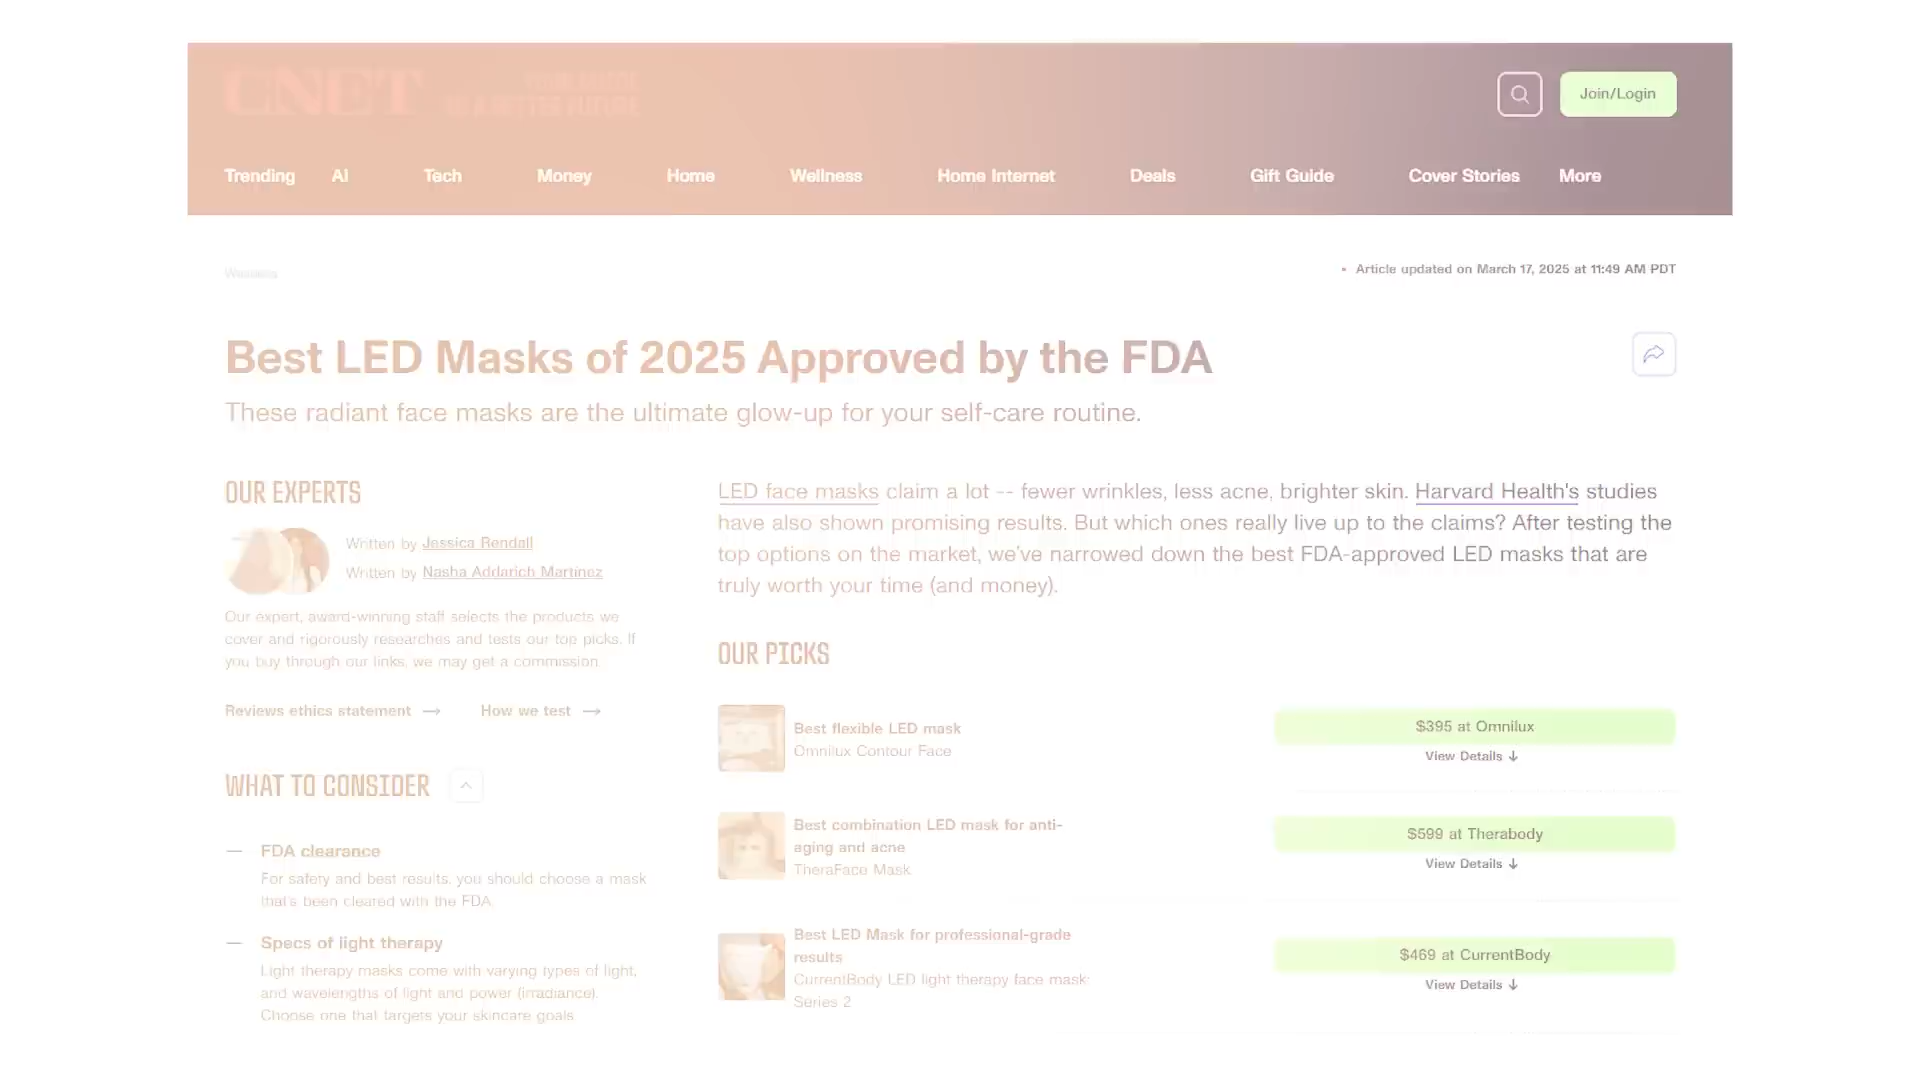 CNET YOUR GUIDE
TO A BETTER FUTURE
Join/Login
Trending AI Tech Money Home Wellness Home Internet Deals Gift Guide Cover Stories More
Wellness
• Article updated on March 17, 2025 at 11:49 AM PDT
Best LED Masks of 2025 Approved by the FDA
These radiant face masks are the ultimate glow-up for your self-care routine.
OUR EXPERTS
Written by Jessica Rendall
Written by Nasha Addarich Martínez
Our expert, award-winning staff selects the products we
cover and rigorously researches and tests our top picks. If
you buy through our links, we may get a commission.
Reviews ethics statement → How we test →
WHAT TO CONSIDER
— FDA clearance
For safety and best results, you should choose a mask
that's been cleared with the FDA.
— Specs of light therapy
Light therapy masks come with varying types of light,
and wavelengths of light and power (irradiance).
Choose one that targets your skincare goals.
LED face masks claim a lot -- fewer wrinkles, less acne, brighter skin. Harvard Health's studies
have also shown promising results. But which ones really live up to the claims? After testing the
top options on the market, we've narrowed down the best FDA-approved LED masks that are
truly worth your time (and money).
OUR PICKS
Best flexible LED mask
Omnilux Contour Face
$395 at Omnilux
View Details ↓
Best combination LED mask for anti-
aging and acne
TheraFace Mask
$599 at Therabody
View Details ↓
Best LED Mask for professional-grade
results
CurrentBody LED light therapy face mask:
Series 2
$469 at CurrentBody
View Details ↓